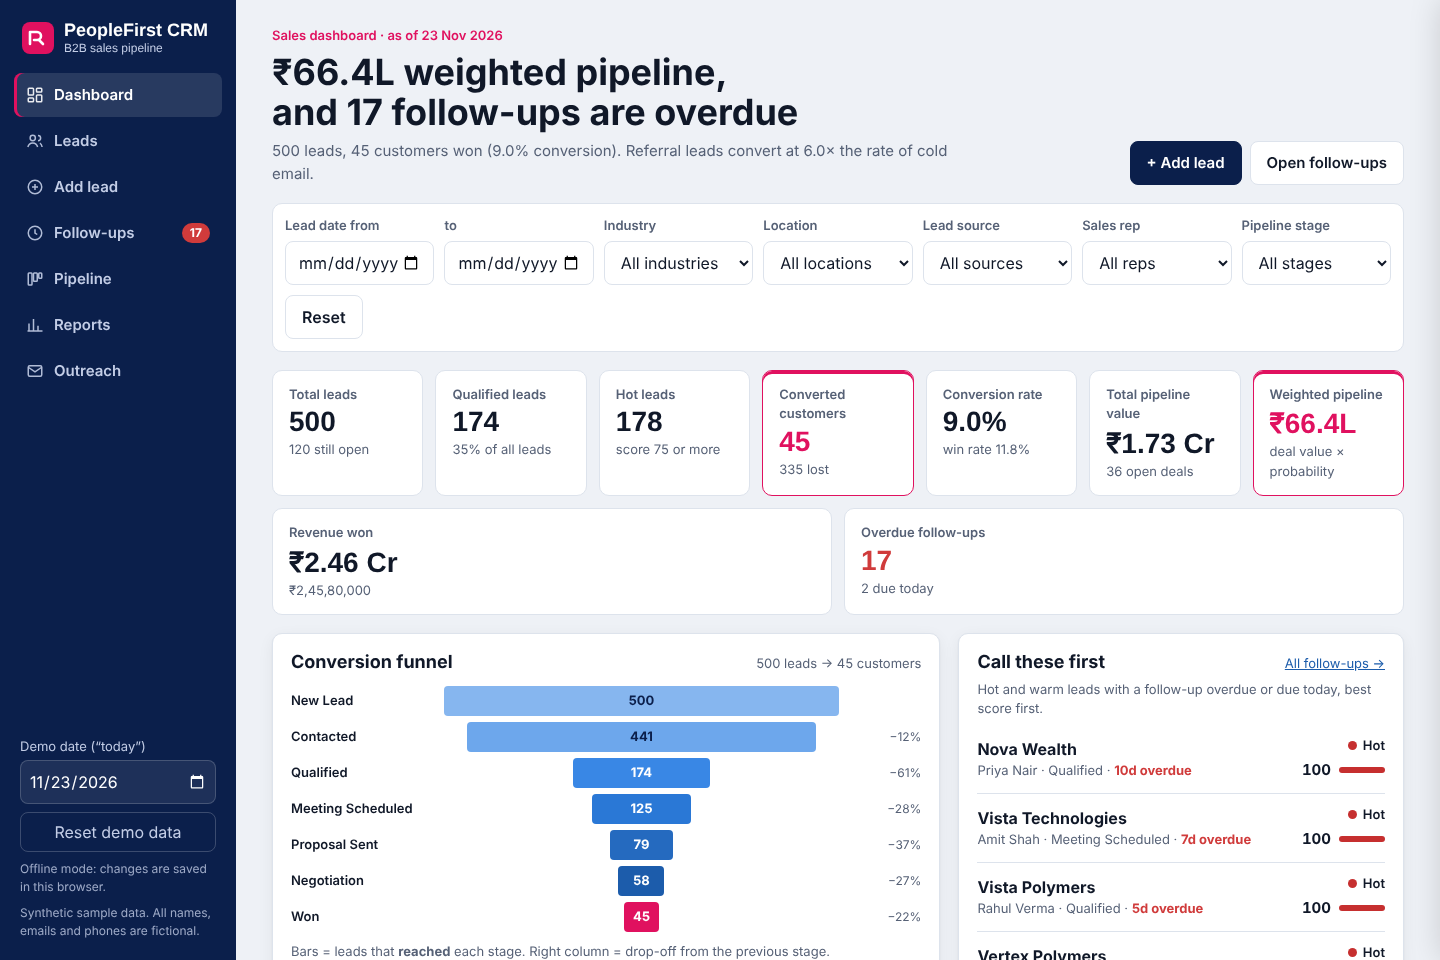 PeopleFirst CRM
B2B sales pipeline
Dashboard
Leads
Add lead
Follow-ups 17
Pipeline
Reports
Outreach
Demo date (“today”)
11/23/2026
Reset demo data
Offline mode: changes are saved
in this browser.
Synthetic sample data. All names,
emails and phones are fictional.
Sales dashboard · as of 23 Nov 2026
₹66.4L weighted pipeline,
and 17 follow-ups are overdue
500 leads, 45 customers won (9.0% conversion). Referral leads convert at 6.0× the rate of cold
email.
+ Add lead
Open follow-ups
Lead date from
mm/dd/yyyy
to
mm/dd/yyyy
Industry
All industries
Location
All locations
Lead source
All sources
Sales rep
All reps
Pipeline stage
All stages
Reset
Total leads
500
120 still open
Qualified leads
174
35% of all leads
Hot leads
178
score 75 or more
Converted
customers
45
335 lost
Conversion rate
9.0%
win rate 11.8%
Total pipeline
value
₹1.73 Cr
36 open deals
Weighted pipeline
₹66.4L
deal value ×
probability
Revenue won
₹2.46 Cr
₹2,45,80,000
Overdue follow-ups
17
2 due today
Conversion funnel
500 leads → 45 customers
New Lead 500
Contacted 441 −12%
Qualified 174 −61%
Meeting Scheduled 125 −28%
Proposal Sent 79 −37%
Negotiation 58 −27%
Won 45 −22%
Bars = leads that reached each stage. Right column = drop-off from the previous stage.
Call these first
All follow-ups →
Hot and warm leads with a follow-up overdue or due today, best
score first.
Nova Wealth
Hot
Priya Nair · Qualified · 10d overdue
100
Vista Technologies
Hot
Amit Shah · Meeting Scheduled · 7d overdue
100
Vista Polymers
Hot
Rahul Verma · Qualified · 5d overdue
100
Vertex Polymers
Hot